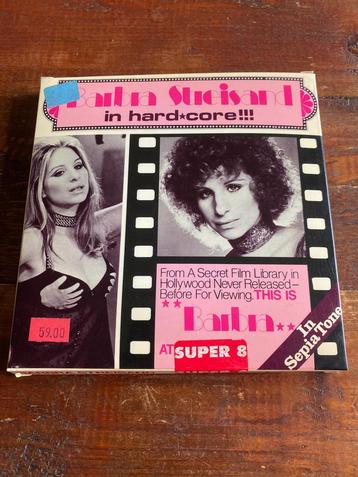 Barbra Streisand
in hard★core!!!
From A Secret Film Library in
Hollywood Never Released—
Before For Viewing. THIS IS
★★ Barbra ★★
AT
SUPER 8
In
Sepia Tone
59.00